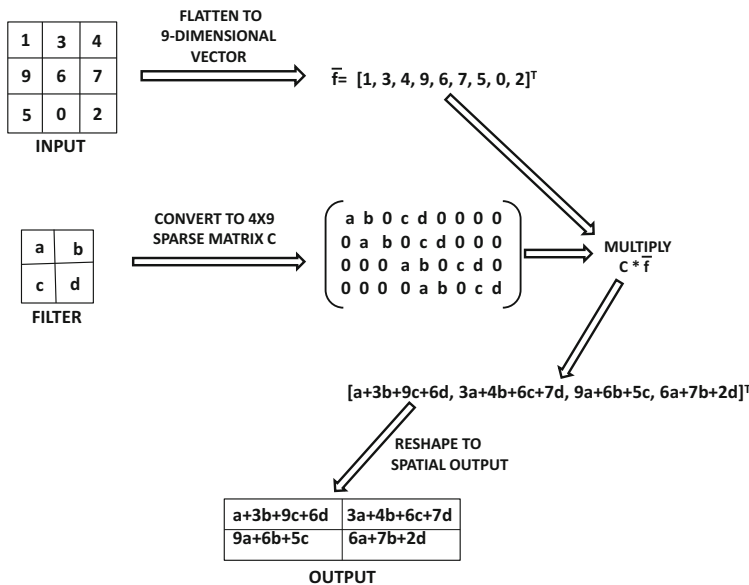 FLATTEN TO
9-DIMENSIONAL
VECTOR
1 3 4
9 6 7
5 0 2
INPUT
f̅= [1, 3, 4, 9, 6, 7, 5, 0, 2]ᵀ
CONVERT TO 4X9
SPARSE MATRIX C
a b
c d
FILTER
a b 0 c d 0 0 0 0
0 a b 0 c d 0 0 0
0 0 0 a b 0 c d 0
0 0 0 0 a b 0 c d
MULTIPLY
C * f̅
[a+3b+9c+6d, 3a+4b+6c+7d, 9a+6b+5c, 6a+7b+2d]ᵀ
RESHAPE TO
SPATIAL OUTPUT
a+3b+9c+6d 3a+4b+6c+7d
9a+6b+5c 6a+7b+2d
OUTPUT